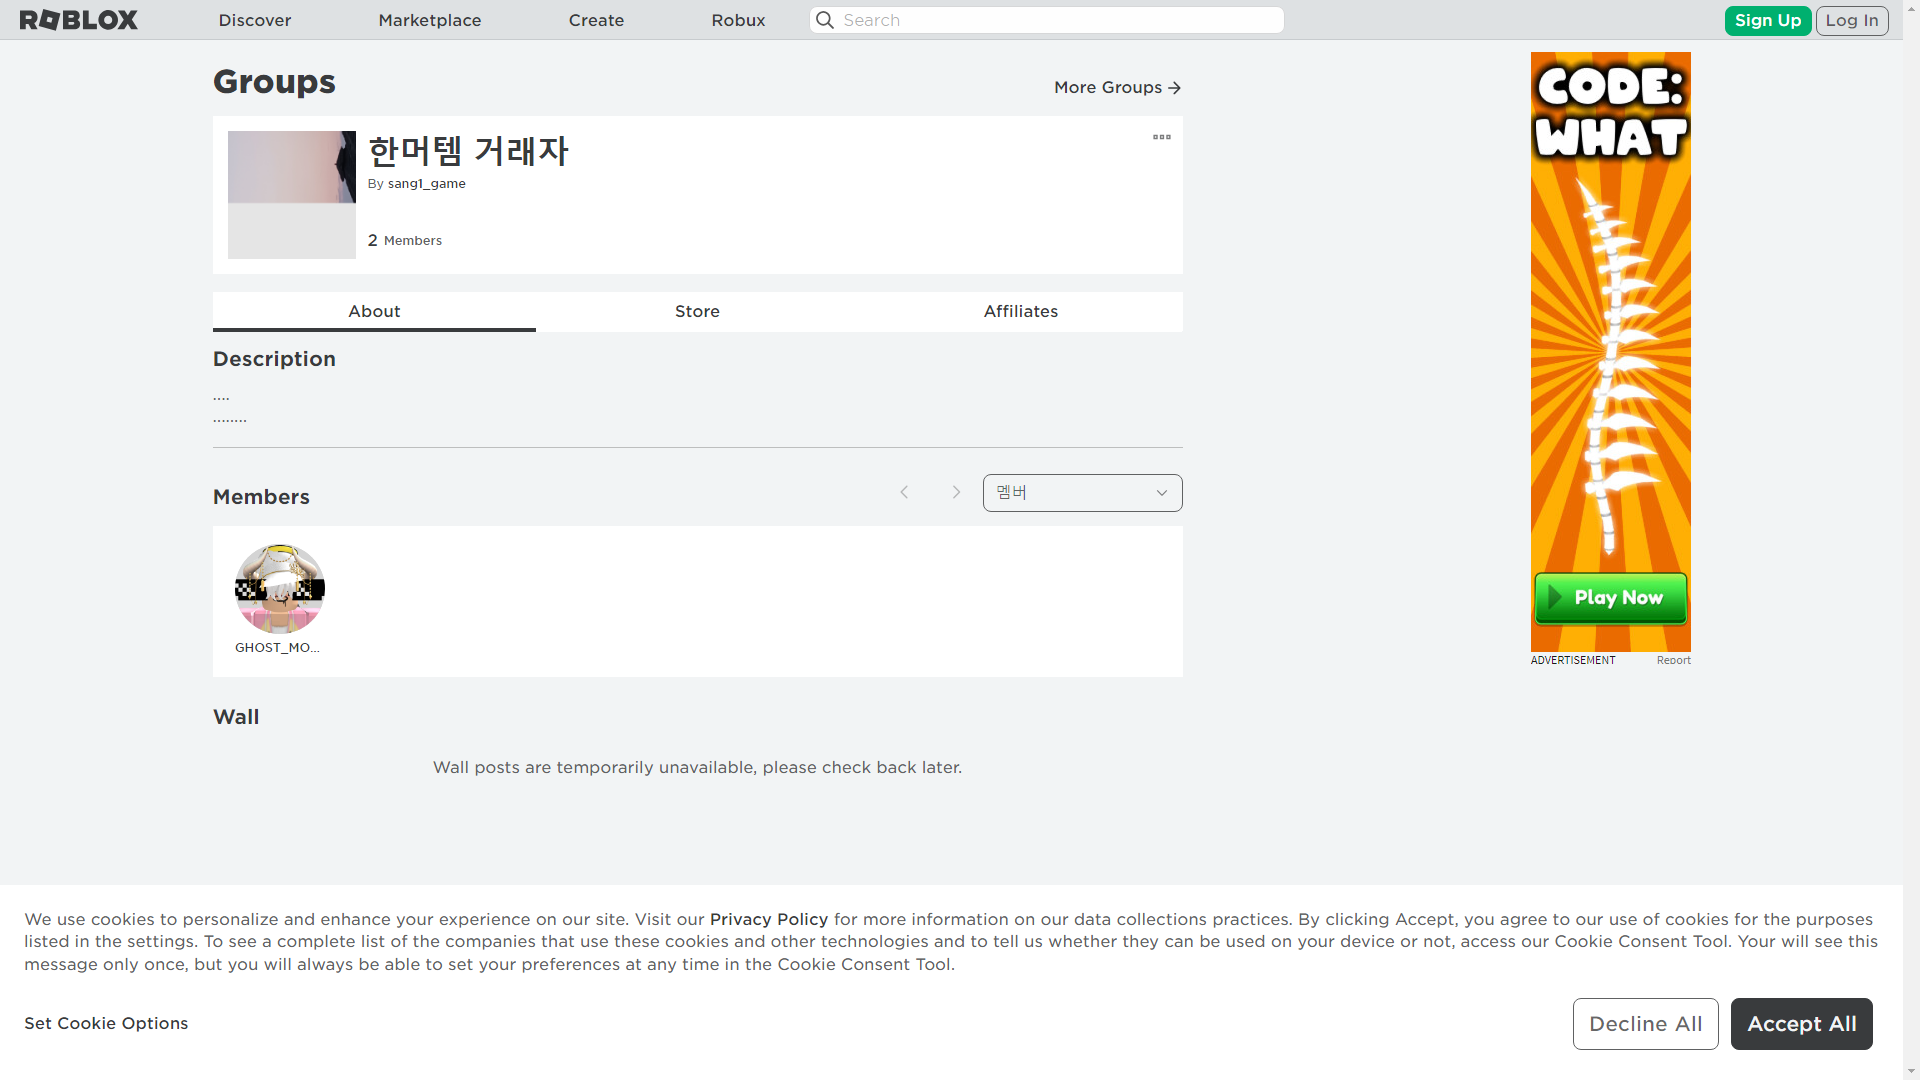 ROBLOX
Discover
Marketplace
Create
Robux
Search
Sign Up
Log In
Groups
More Groups
한머템 거래자
By sang1_game
2 Members
About
Store
Affiliates
Description
....
........
Members
멤버
GHOST_MO...
Wall
Wall posts are temporarily unavailable, please check back later.
CODE:
WHAT
Play Now
ADVERTISEMENT
Report
We use cookies to personalize and enhance your experience on our site. Visit our Privacy Policy for more information on our data collections practices. By clicking Accept, you agree to our use of cookies for the purposes
listed in the settings. To see a complete list of the companies that use these cookies and other technologies and to tell us whether they can be used on your device or not, access our Cookie Consent Tool. Your will see this
message only once, but you will always be able to set your preferences at any time in the Cookie Consent Tool.
Set Cookie Options
Decline All
Accept All